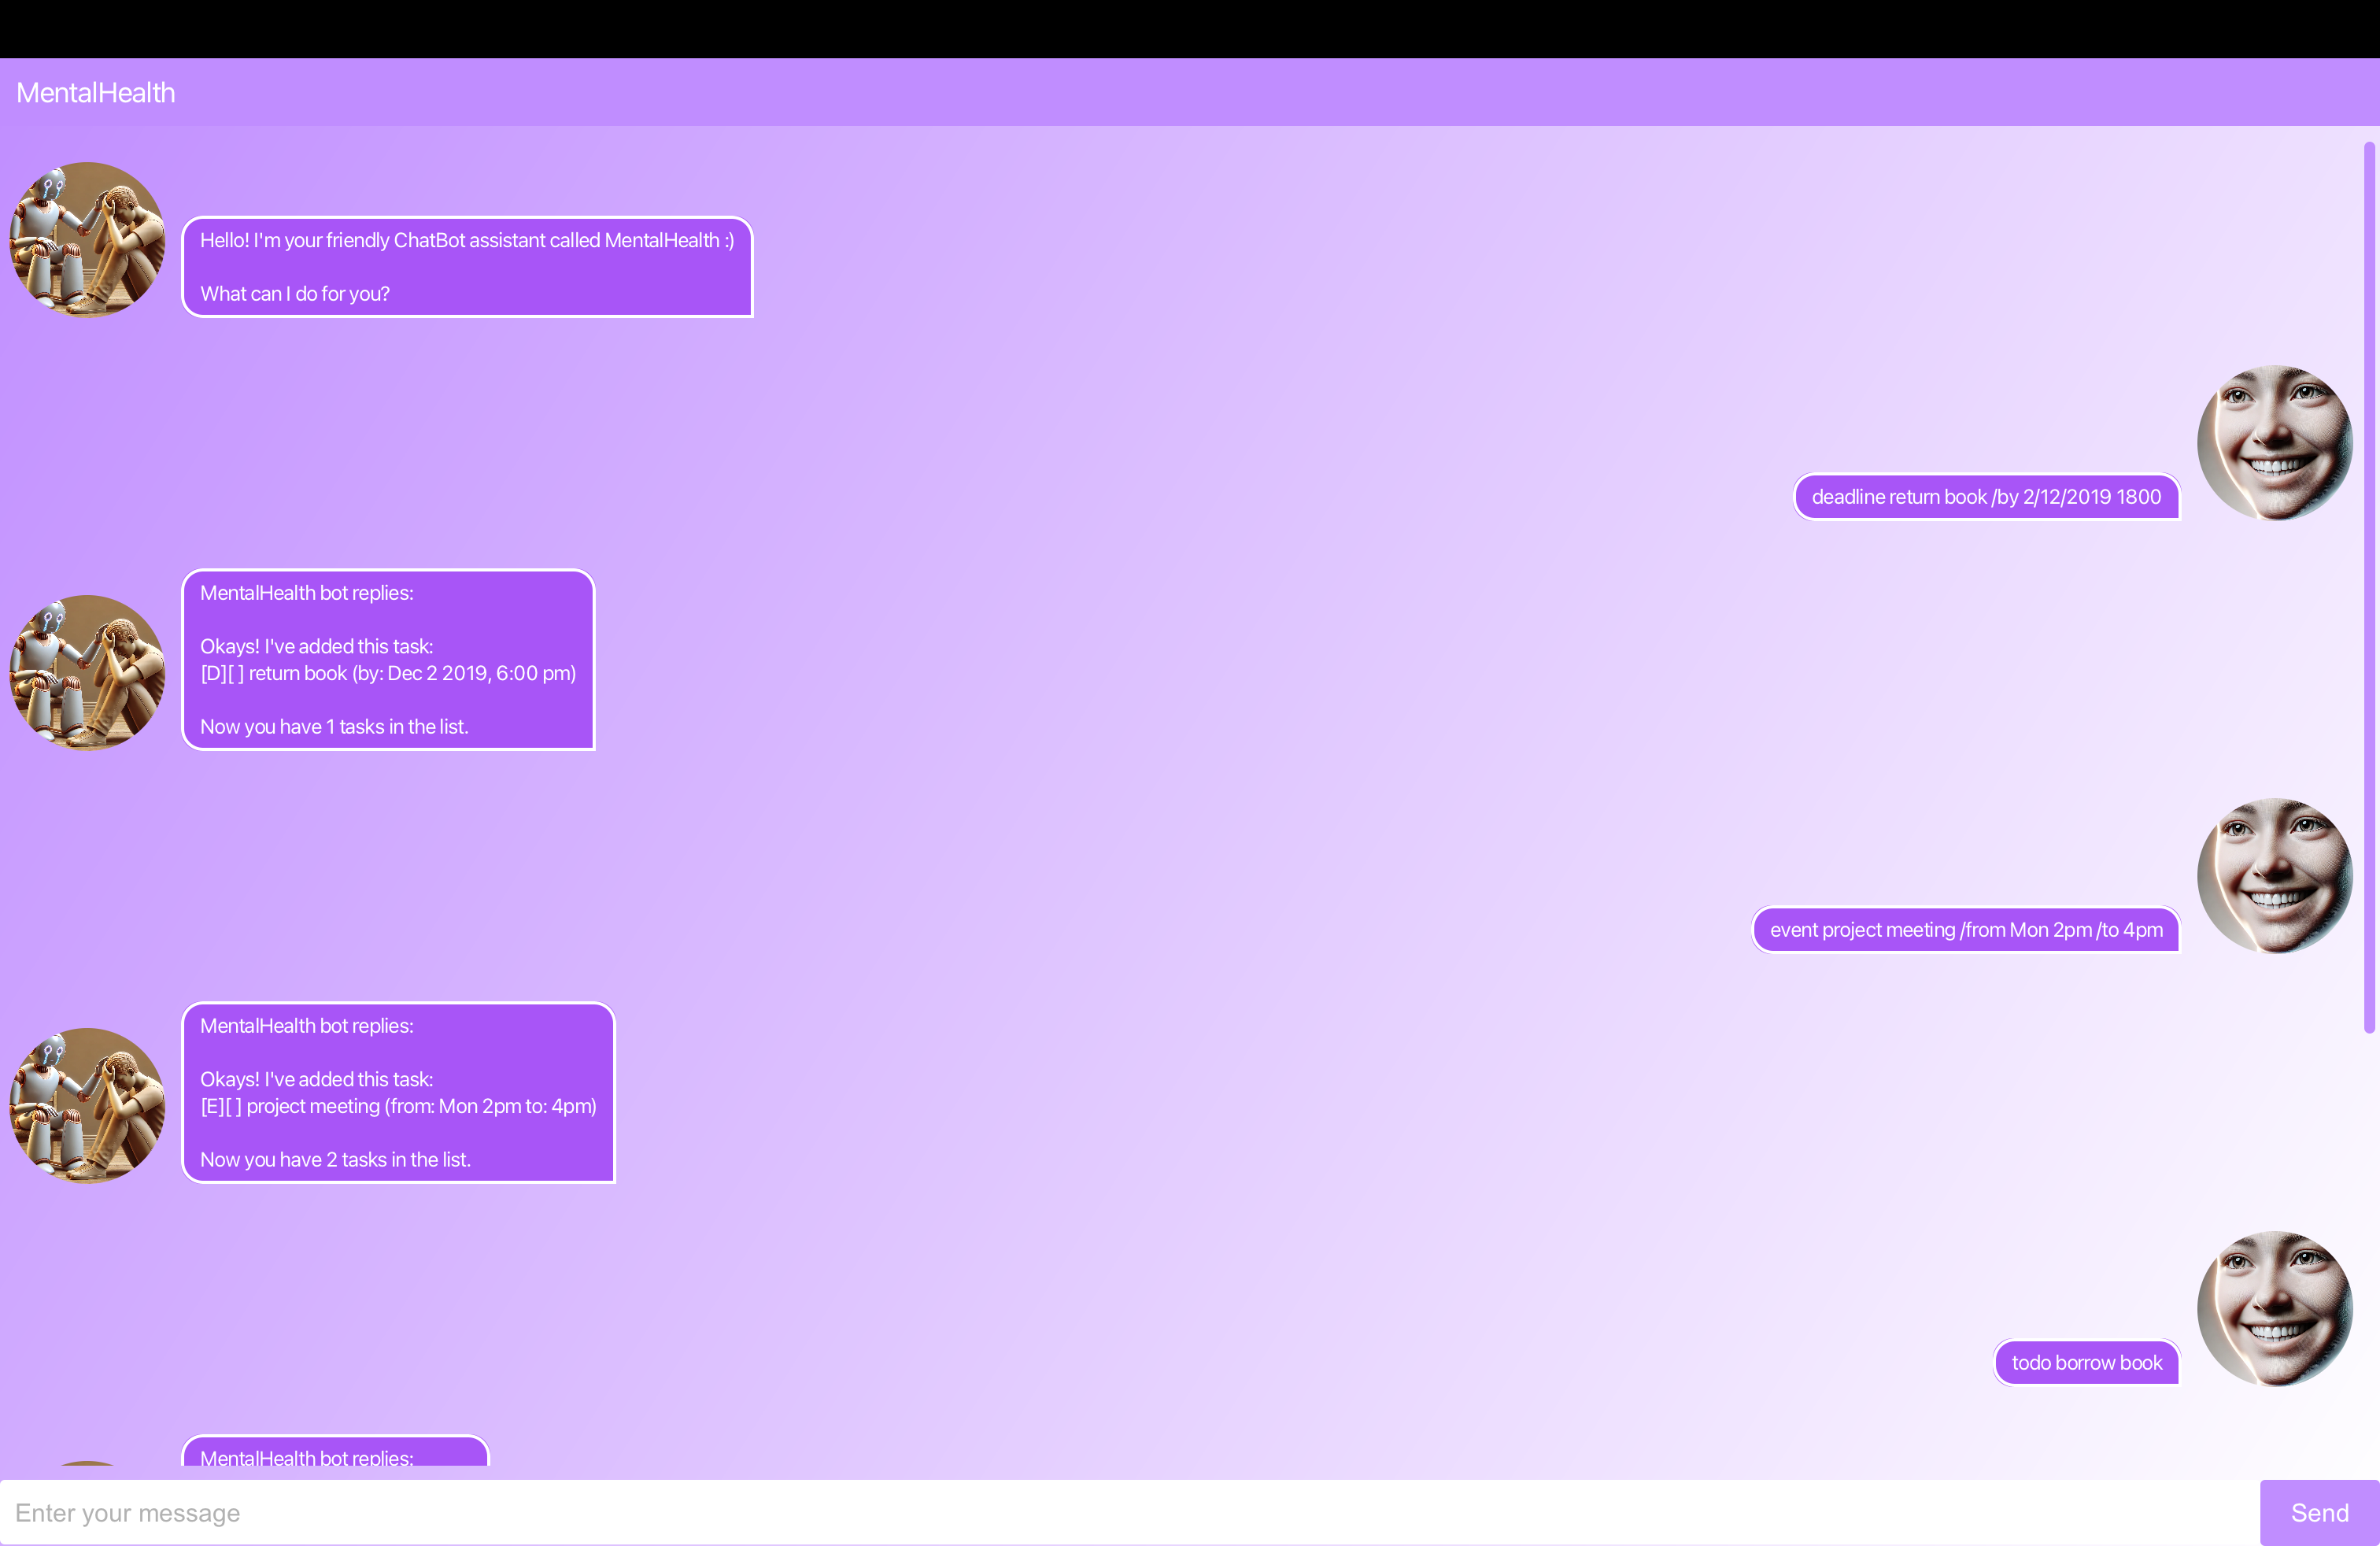 MentalHealth
Hello! I'm your friendly ChatBot assistant called MentalHealth :)
What can I do for you?
deadline return book /by 2/12/2019 1800
MentalHealth bot replies:
Okays! I've added this task:
[D][ ] return book (by: Dec 2 2019, 6:00 pm)
Now you have 1 tasks in the list.
event project meeting /from Mon 2pm /to 4pm
MentalHealth bot replies:
Okays! I've added this task:
[E][ ] project meeting (from: Mon 2pm to: 4pm)
Now you have 2 tasks in the list.
todo borrow book
MentalHealth bot replies:
Enter your message
Send